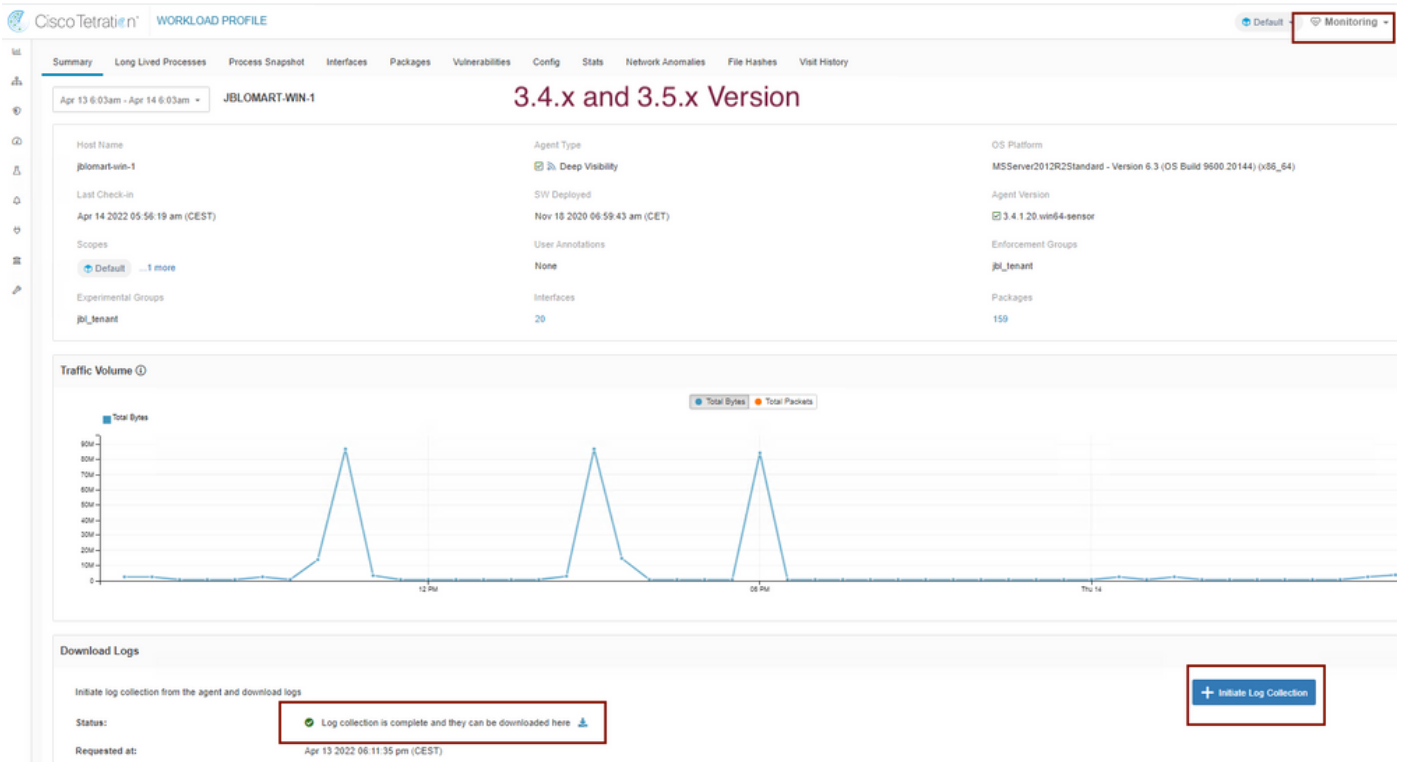 Cisco Tetration WORKLOAD PROFILE Default Monitoring
Summary Long Lived Processes Process Snapshot Interfaces Packages Vulnerabilities Config Stats Network Anomalies File Hashes Visit History
Apr 13 6:03am - Apr 14 6:03am JBLOMART-WIN-1 3.4.x and 3.5.x Version
Host Name Agent Type OS Platform
jblomart-win-1 Deep Visibility MSServer2012R2Standard - Version 6.3 (OS Build 9600.20144) (x86_64)
Last Check-in SW Deployed Agent Version
Apr 14 2022 05:56:19 am (CEST) Nov 18 2020 06:59:43 am (CET) 3.4.1.20.win64-sensor
Scopes User Annotations Enforcement Groups
Default ...1 more None jbl_tenant
Experimental Groups Interfaces Packages
jbl_tenant 20 159
Traffic Volume
Total Bytes Total Packets
Total Bytes
90M
80M
70M
60M
50M
40M
30M
20M
10M
0
12 PM 06 PM Thu 14
Download Logs
Initiate log collection from the agent and download logs + Initiate Log Collection
Status: Log collection is complete and they can be downloaded here
Requested at: Apr 13 2022 06:11:35 pm (CEST)